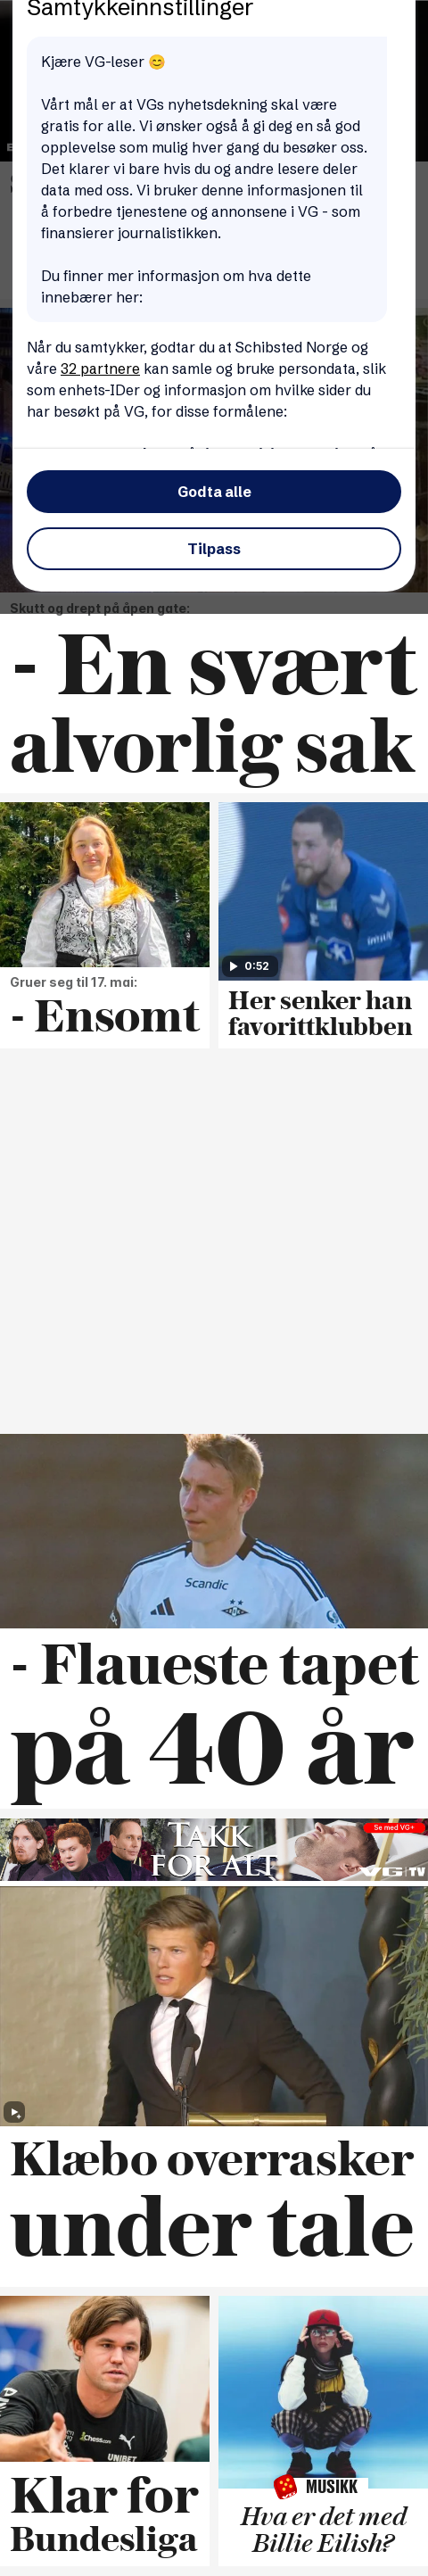 Samtykkeinnstillinger
Kjære VG-leser 😊
Vårt mål er at VGs nyhetsdekning skal være
gratis for alle. Vi ønsker også å gi deg en så god
opplevelse som mulig hver gang du besøker oss.
Det klarer vi bare hvis du og andre lesere deler
data med oss. Vi bruker denne informasjonen til
å forbedre tjenestene og annonsene i VG - som
finansierer journalistikken.
Du finner mer informasjon om hva dette
innebærer her:
Når du samtykker, godtar du at Schibsted Norge og
våre 32 partnere kan samle og bruke persondata, slik
som enhets-IDer og informasjon om hvilke sider du
har besøkt på VG, for disse formålene:
Godta alle
Tilpass
Skutt og drept på åpen gate:
- En svært
alvorlig sak
0:52
Gruer seg til 17. mai:
- Ensomt
Her senker han
favorittklubben
Scandic
- Flaueste tapet
på 40 år
TAKK
FOR ALT
Se med VG+
VG TV
Klæbo overrasker
under tale
Chess.com
UNIBET
Klar for
Bundesliga
MUSIKK
Hva er det med
Billie Eilish?